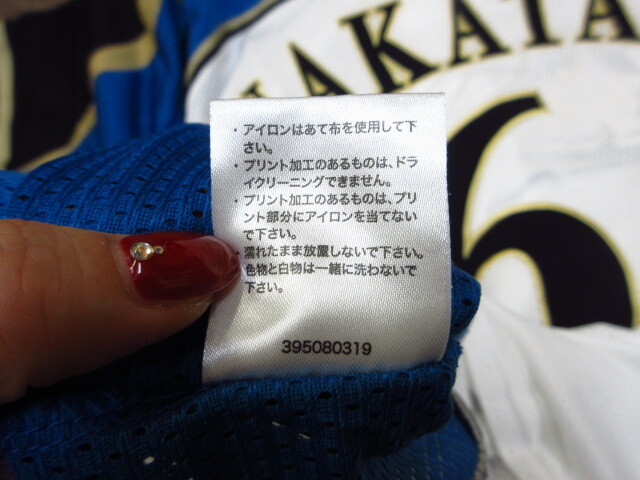 NAKATA
6
・アイロンはあて布を使用して下
さい。
・プリント加工のあるものは、ドラ
イクリーニングできません。
・プリント加工のあるものは、プリ
ント部分にアイロンを当てない
で下さい。
・濡れたまま放置しないで下さい。
色物と白物は一緒に洗わないで
下さい。
395080319